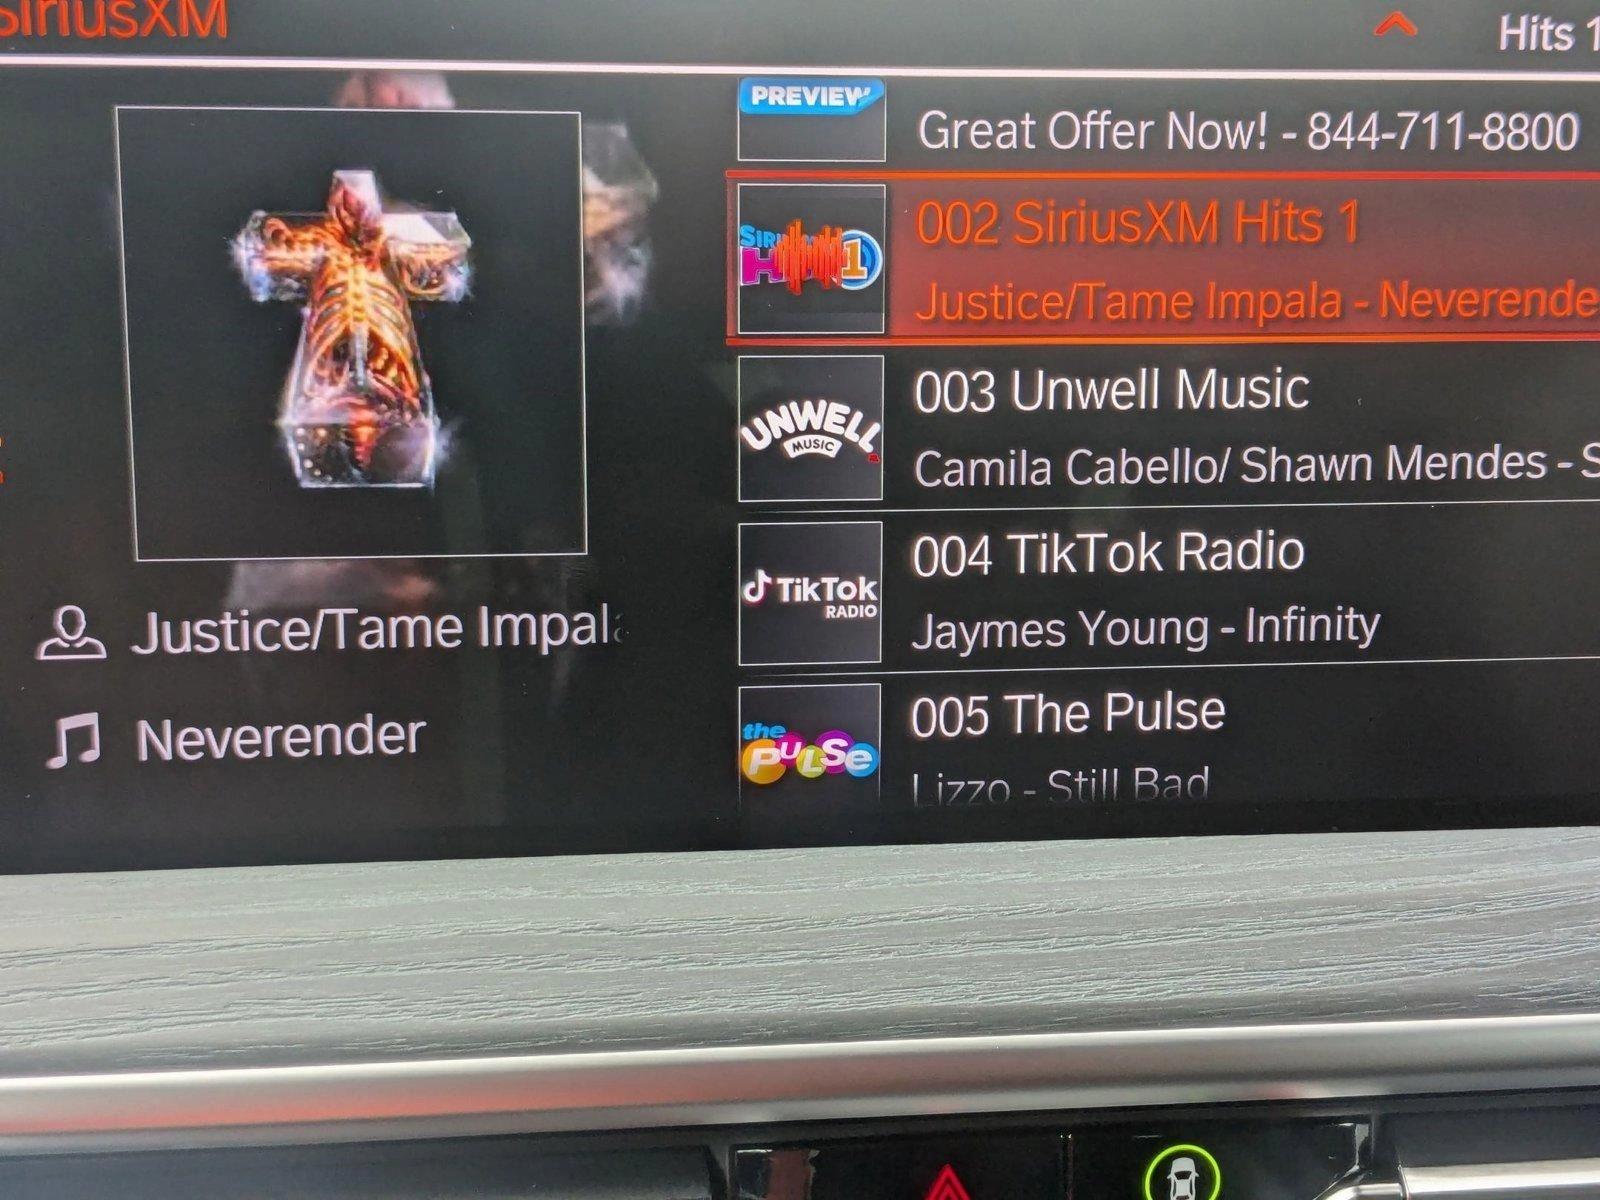 SiriusXM
Hits 1
PREVIEW
Great Offer Now! - 844-711-8800
002 SiriusXM Hits 1
Justice/Tame Impala - Neverende
003 Unwell Music
UNWELL
MUSIC
Camila Cabello/ Shawn Mendes - S
004 TikTok Radio
TikTok
RADIO
Jaymes Young - Infinity
005 The Pulse
the
PULSE
Lizzo - Still Bad
Justice/Tame Impal
Neverender